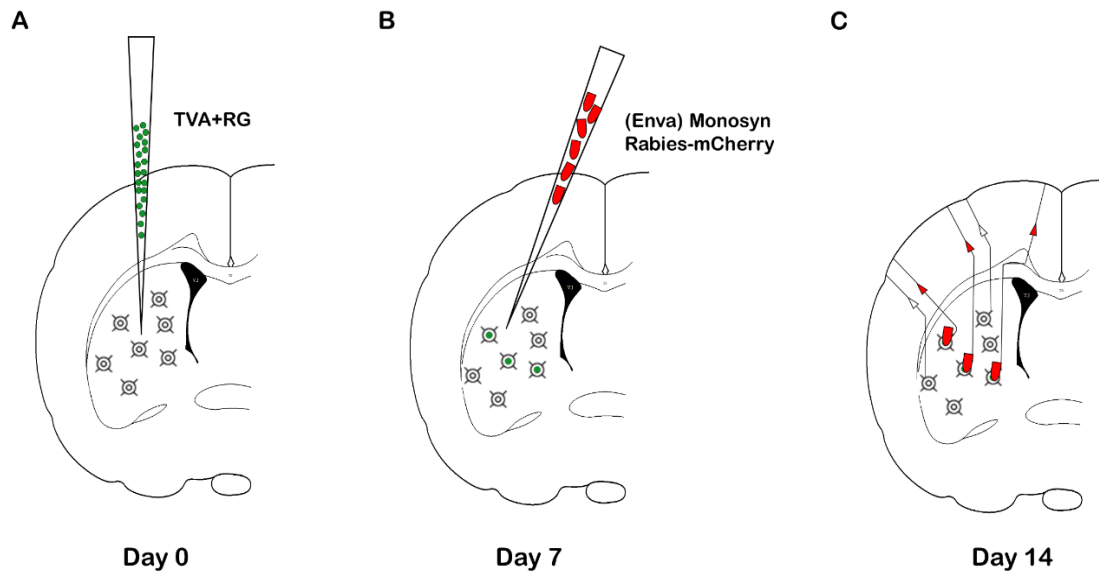 A
B
C
TVA+RG
(Enva) Monosyn
Rabies-mCherry
Day 0
Day 7
Day 14